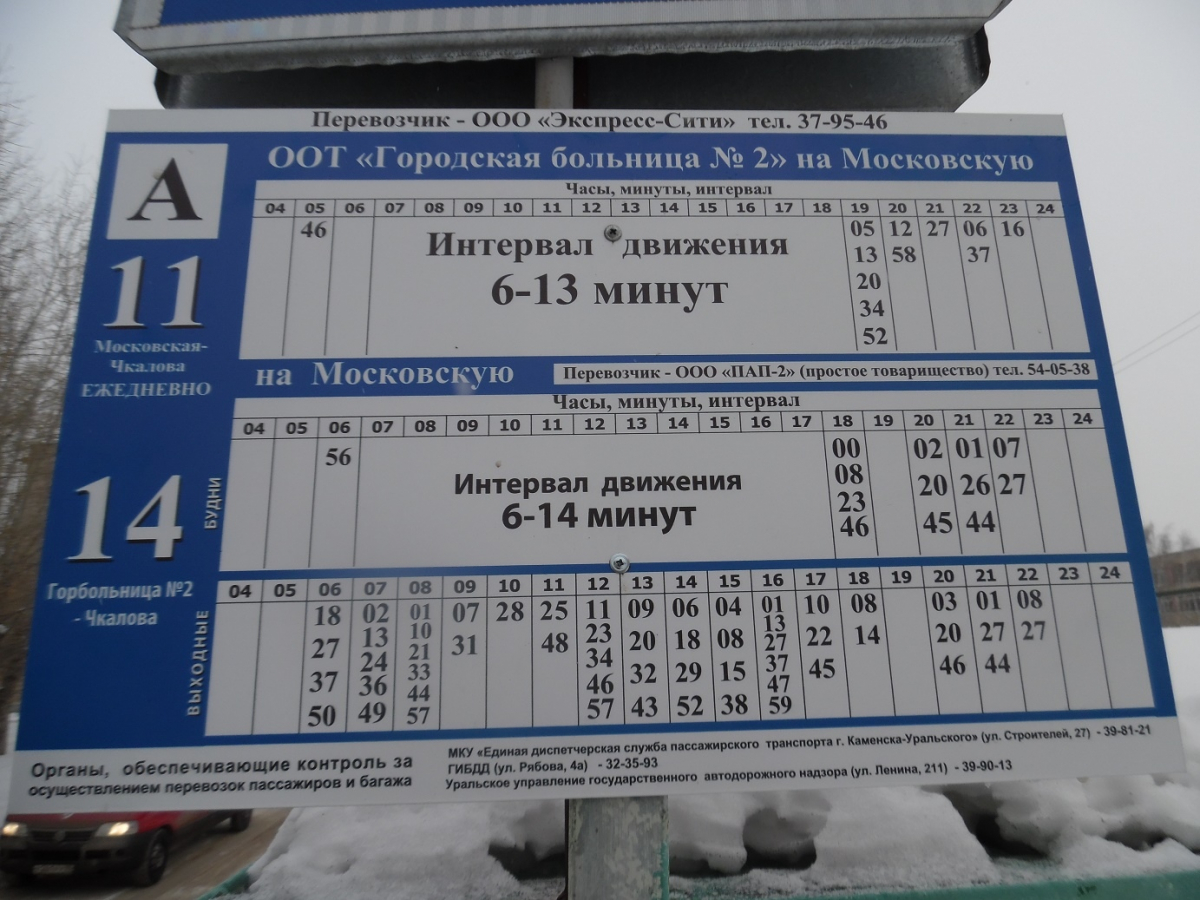 Перевозчик - ООО «Экспресс-Сити» тел. 37-95-46
А
ООТ «Городская больница № 2» на Московскую
Часы, минуты, интервал
04 05 06 07 08 09 10 11 12 13 14 15 16 17 18 19 20 21 22 23 24
46 05 12 27 06 16
Интервал движения
13 58 37
6-13 минут
20
34
52
11
Московская-
Чкалова
ЕЖЕДНЕВНО
на Московскую
Перевозчик - ООО «ПАП-2» (простое товарищество) тел. 54-05-38
Часы, минуты, интервал
04 05 06 07 08 09 10 11 12 13 14 15 16 17 18 19 20 21 22 23 24
56 00 02 01 07
Интервал движения
08
6-14 минут
23 20 26 27
46 45 44
14
БУДНИ
Горбольница №2
- Чкалова
ВЫХОДНЫЕ
04 05 06 07 08 09 10 11 12 13 14 15 16 17 18 19 20 21 22 23 24
18 02 01 07 28 25 11 09 06 04 01 10 08 03 01 08
27 13 10 31 48 23 20 18 08 13 22 14 20 27 27
37 24 21 34 32 29 15 27 45 46 44
50 36 33 46 43 52 38 37
49 44 57 47
57 59
Органы, обеспечивающие контроль за
осуществлением перевозок пассажиров и багажа
МКУ «Единая диспетчерская служба пассажирского транспорта г. Каменска-Уральского» (ул. Строителей, 27) - 39-81-21
ГИБДД (ул. Рябова, 4а) - 32-35-93
Уральское управление государственного автодорожного надзора (ул. Ленина, 211) - 39-90-13